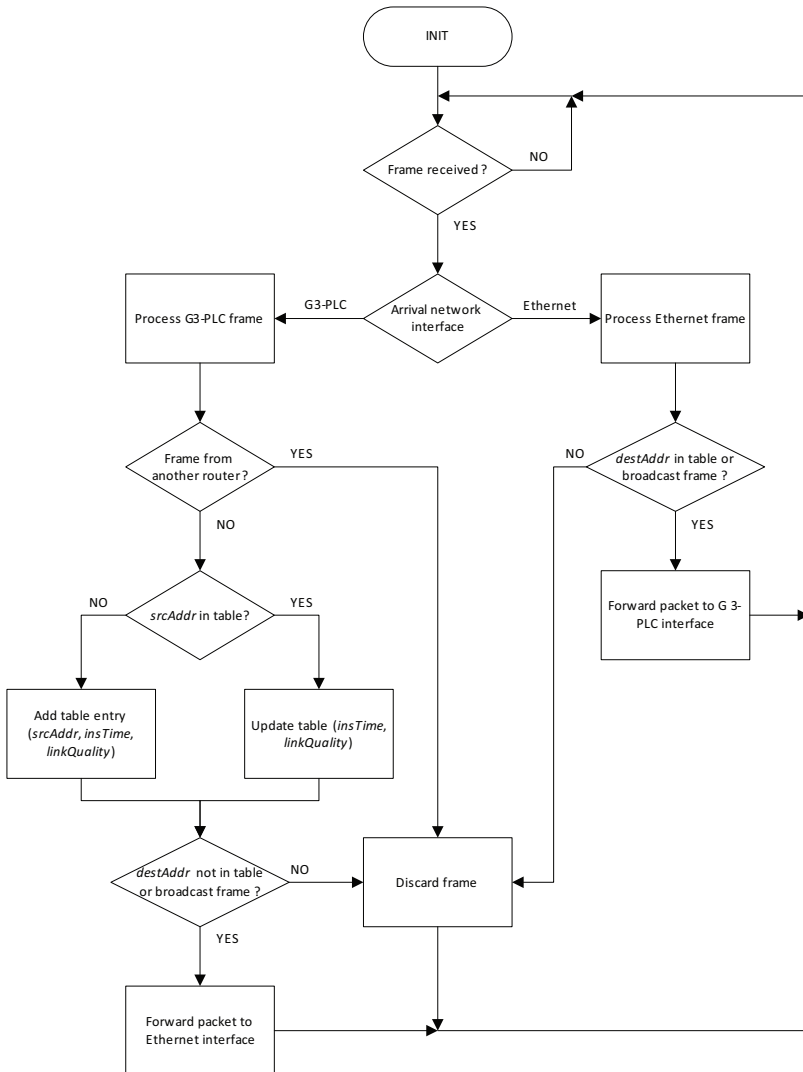 INIT
Frame received ?
NO
YES
G3-PLC
Arrival network
interface
Ethernet
Process G3-PLC frame
Process Ethernet frame
Frame from
another router ?
YES
NO
NO
destAddr in table or
broadcast frame ?
YES
NO
srcAddr in table?
YES
Forward packet to G 3-
PLC interface
Add table entry
(srcAddr, insTime,
linkQuality)
Update table (insTime,
linkQuality)
destAddr not in table
or broadcast frame ?
NO
Discard frame
YES
Forward packet to
Ethernet interface